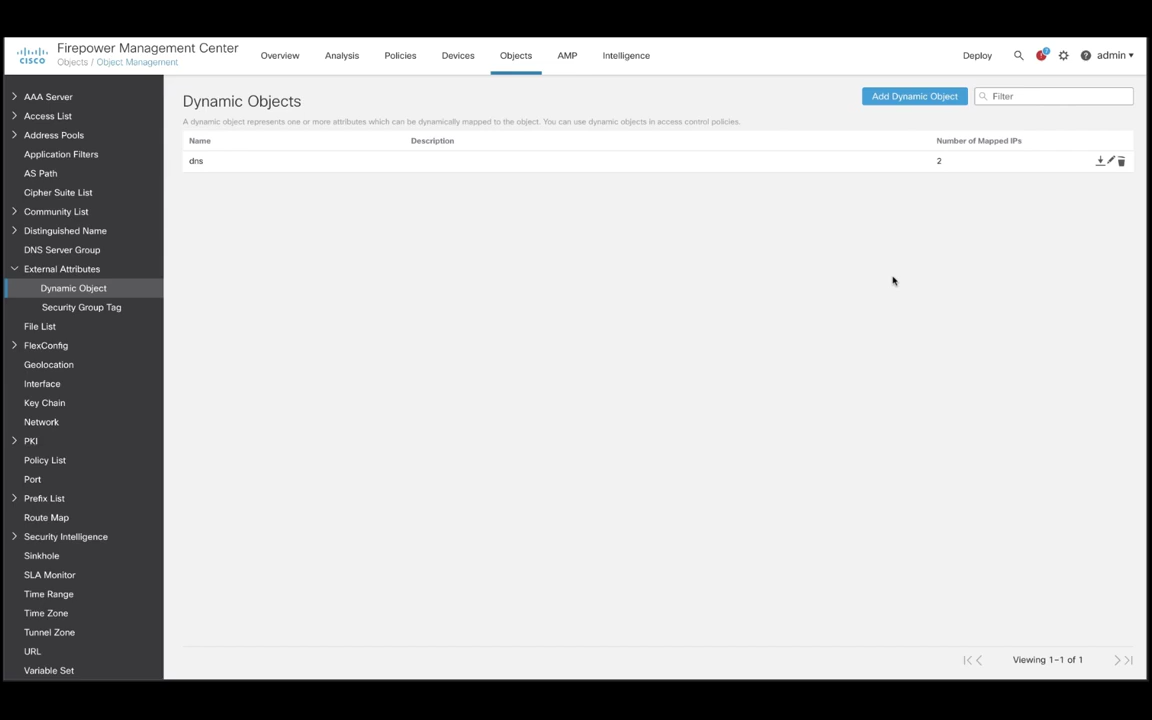 CISCO
Firepower Management Center
Objects / Object Management
Overview
Analysis
Policies
Devices
Objects
AMP
Intelligence
Deploy
admin
AAA Server
Access List
Address Pools
Application Filters
AS Path
Cipher Suite List
Community List
Distinguished Name
DNS Server Group
External Attributes
Dynamic Object
Security Group Tag
File List
FlexConfig
Geolocation
Interface
Key Chain
Network
PKI
Policy List
Port
Prefix List
Route Map
Security Intelligence
Sinkhole
SLA Monitor
Time Range
Time Zone
Tunnel Zone
URL
Variable Set
Dynamic Objects
Add Dynamic Object
Filter
A dynamic object represents one or more attributes which can be dynamically mapped to the object. You can use dynamic objects in access control policies.
Name Description Number of Mapped IPs
dns 2
Viewing 1-1 of 1